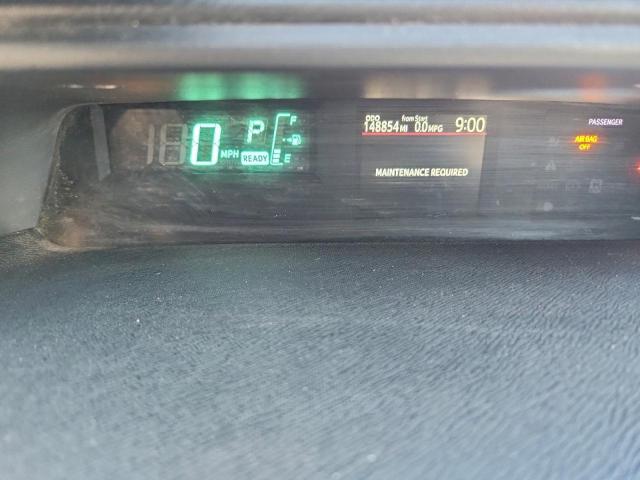 0 MPH
P
READY
F
E
ODO
148854 MI
from Start
0.0 MPG
9:00
MAINTENANCE REQUIRED
PASSENGER
AIR BAG
OFF